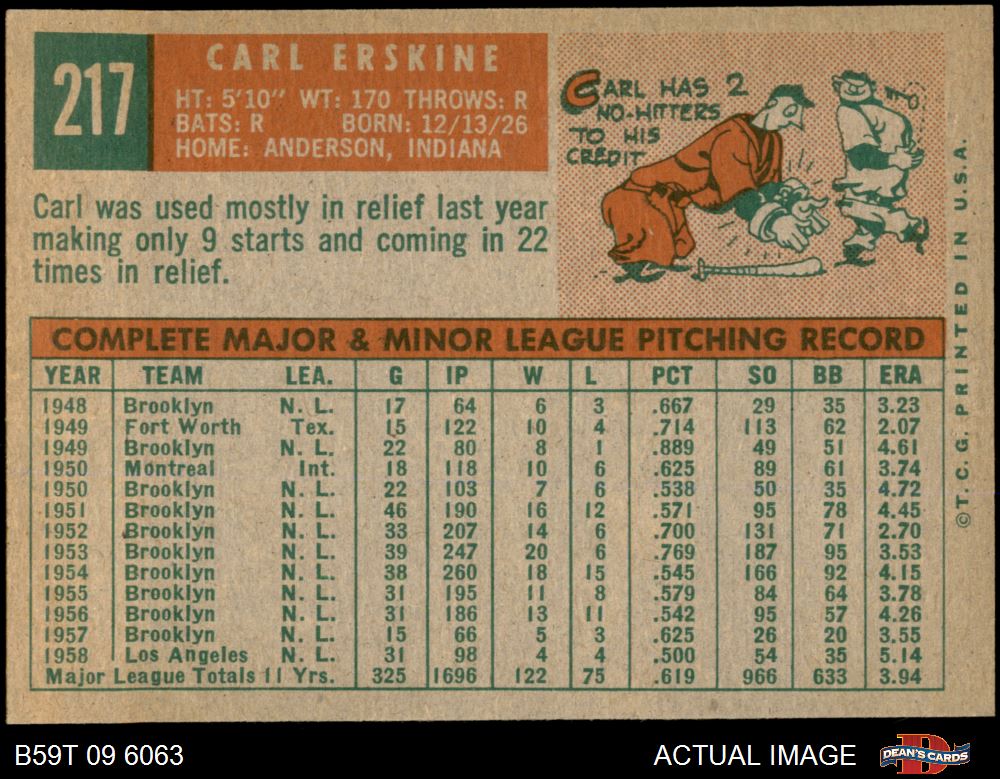 217
CARL ERSKINE
HT: 5'10" WT: 170 THROWS: R
BATS: R BORN: 12/13/26
HOME: ANDERSON, INDIANA
CARL HAS 2
NO-HITTERS
TO HIS
CREDIT
Carl was used mostly in relief last year
making only 9 starts and coming in 22
times in relief.
COMPLETE MAJOR & MINOR LEAGUE PITCHING RECORD
YEAR TEAM LEA. G IP W L PCT SO BB ERA
1948 Brooklyn N. L. 17 64 6 3 .667 29 35 3.23
1949 Fort Worth Tex. 15 122 10 4 .714 113 62 2.07
1949 Brooklyn N. L. 22 80 8 1 .889 49 51 4.61
1950 Montreal Int. 18 118 10 6 .625 89 61 3.74
1950 Brooklyn N. L. 22 103 7 6 .538 50 35 4.72
1951 Brooklyn N. L. 46 190 16 12 .571 95 78 4.45
1952 Brooklyn N. L. 33 207 14 6 .700 131 71 2.70
1953 Brooklyn N. L. 39 247 20 6 .769 187 95 3.53
1954 Brooklyn N. L. 38 260 18 15 .545 166 92 4.15
1955 Brooklyn N. L. 31 195 11 8 .579 84 64 3.78
1956 Brooklyn N. L. 31 186 13 11 .542 95 57 4.26
1957 Brooklyn N. L. 15 66 5 3 .625 26 20 3.55
1958 Los Angeles N. L. 31 98 4 4 .500 54 35 5.14
Major League Totals 11 Yrs. 325 1696 122 75 .619 966 633 3.94
©T. C. G. PRINTED IN U.S.A.
B59T 09 6063
ACTUAL IMAGE
DEAN'S CARDS